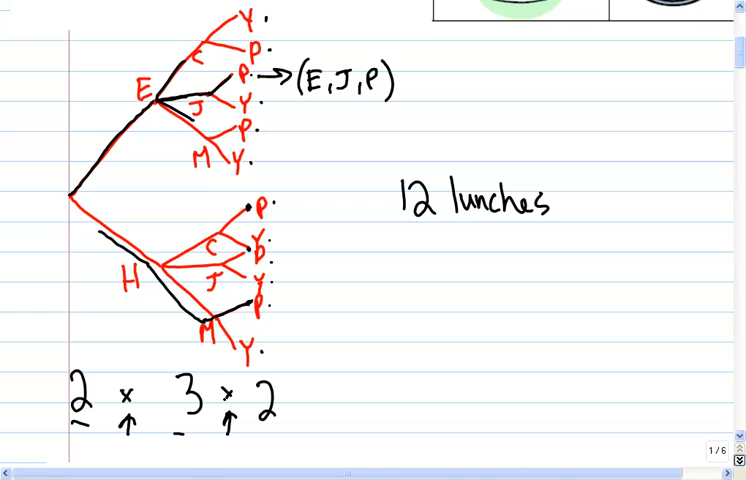 Y
C P
E P → (E, J, P)
J Y
P
M Y
12 lunches
P
C Y
P
H J Y
P
M
Y
2 × 3 × 2
1 / 6